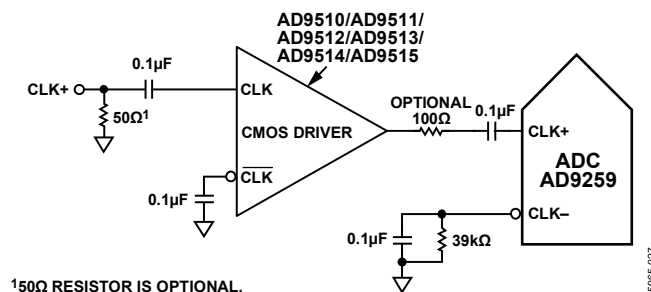 AD9510/AD9511/
AD9512/AD9513/
AD9514/AD9515
CLK+
0.1µF
50Ω¹
CLK
CMOS DRIVER
CLK
0.1µF
OPTIONAL
100Ω
0.1µF
CLK+
ADC
AD9259
CLK–
0.1µF
39kΩ
¹50Ω RESISTOR IS OPTIONAL.